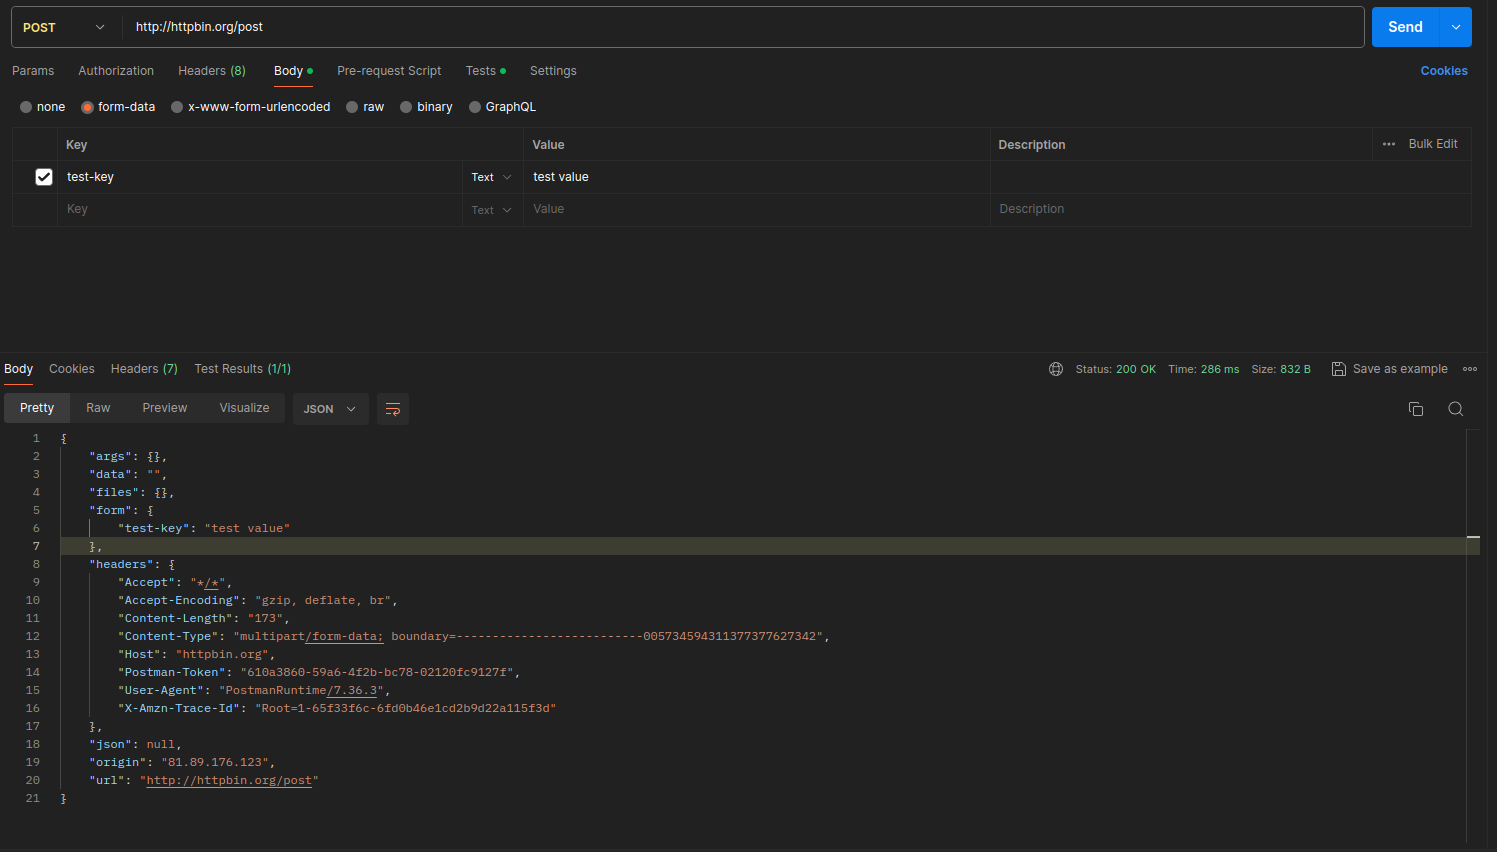 POST http://httpbin.org/post Send
Params Authorization Headers (8) Body Pre-request Script Tests Settings Cookies
none form-data x-www-form-urlencoded raw binary GraphQL
Key Value Description Bulk Edit
test-key Text test value
Key Text Value Description
Body Cookies Headers (7) Test Results (1/1) Status: 200 OK Time: 286 ms Size: 832 B Save as example
Pretty Raw Preview Visualize JSON
1 {
2 "args": {},
3 "data": "",
4 "files": {},
5 "form": {
6 "test-key": "test value"
7 },
8 "headers": {
9 "Accept": "*/*",
10 "Accept-Encoding": "gzip, deflate, br",
11 "Content-Length": "173",
12 "Content-Type": "multipart/form-data; boundary=--------------------------005734594311377377627342",
13 "Host": "httpbin.org",
14 "Postman-Token": "610a3860-59a6-4f2b-bc78-02120fc9127f",
15 "User-Agent": "PostmanRuntime/7.36.3",
16 "X-Amzn-Trace-Id": "Root=1-65f33f6c-6fd0b46e1cd2b9d22a115f3d"
17 },
18 "json": null,
19 "origin": "81.89.176.123",
20 "url": "http://httpbin.org/post"
21 }